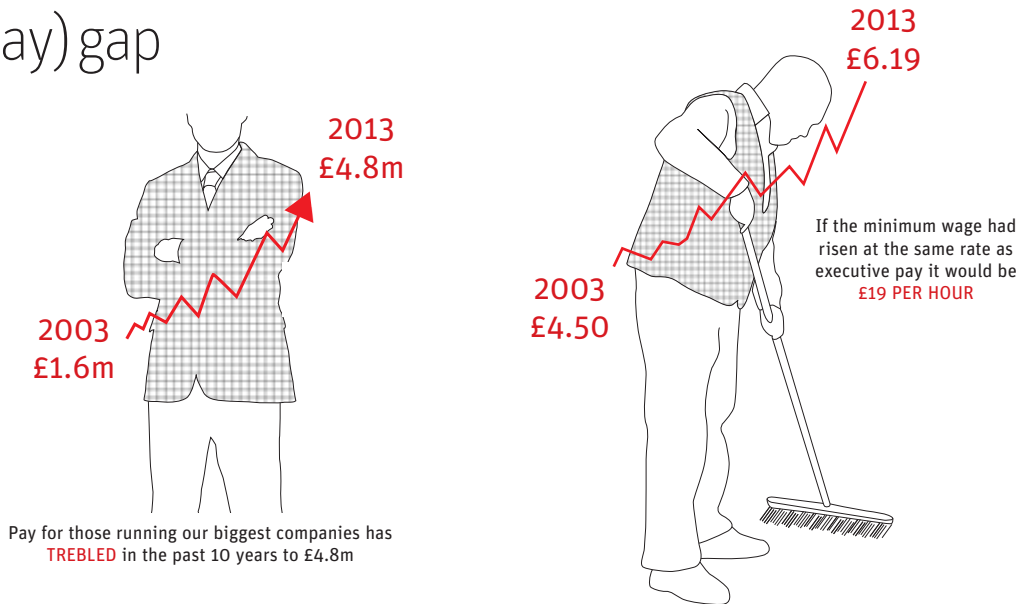 ay) gap
2013
£4.8m
2003
£1.6m
Pay for those running our biggest companies has
TREBLED in the past 10 years to £4.8m
2013
£6.19
2003
£4.50
If the minimum wage had
risen at the same rate as
executive pay it would be
£19 PER HOUR